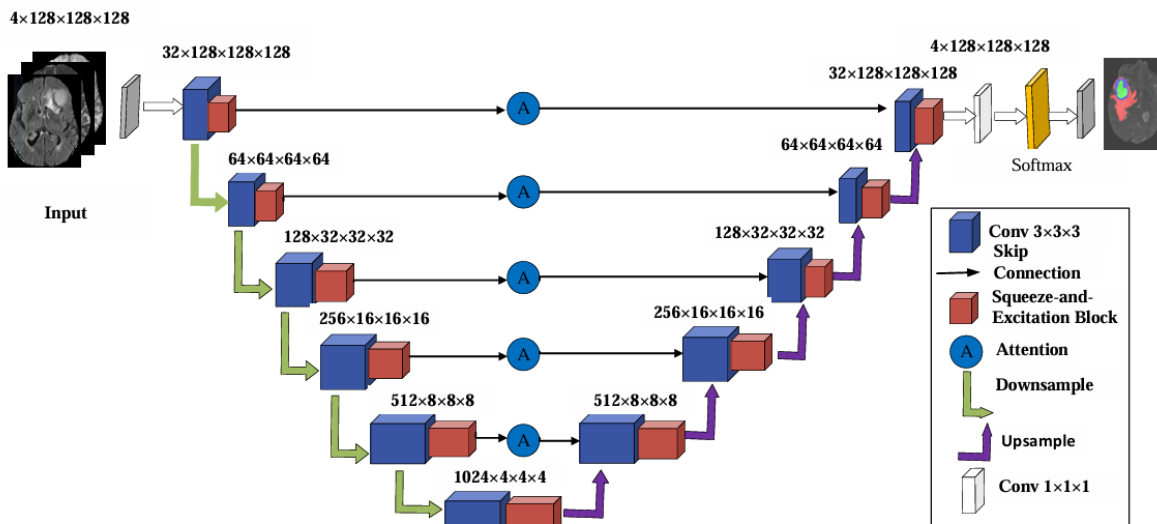 4×128×128×128
32×128×128×128
4×128×128×128
32×128×128×128
A
64×64×64×64
64×64×64×64
Softmax
A
Input
128×32×32×32
128×32×32×32
A
256×16×16×16
256×16×16×16
A
512×8×8×8
512×8×8×8
A
1024×4×4×4
Conv 3×3×3
Skip
Connection
Squeeze-and-
Excitation Block
A
Attention
Downsample
Upsample
Conv 1×1×1